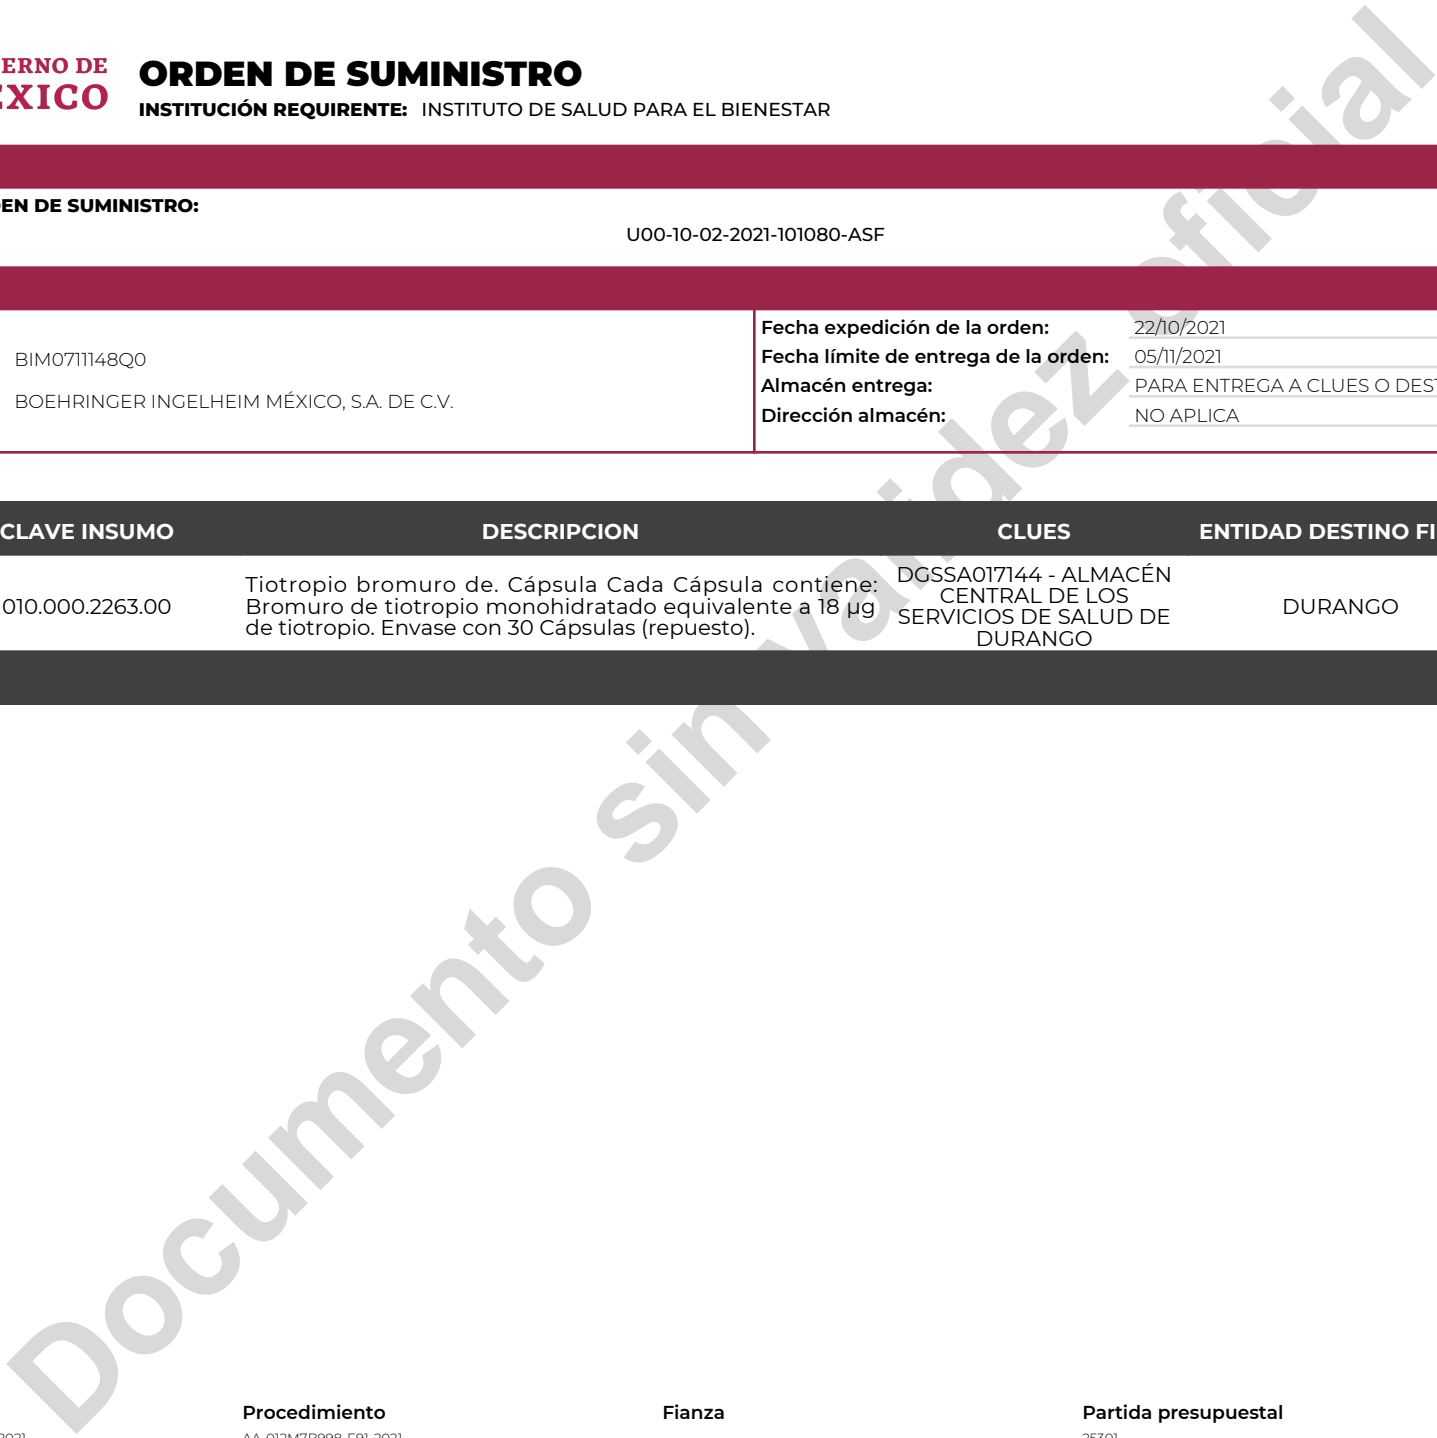 ERNO DE
ÉXICO
ORDEN DE SUMINISTRO
INSTITUCIÓN REQUIRENTE: INSTITUTO DE SALUD PARA EL BIENESTAR
EN DE SUMINISTRO:
U00-10-02-2021-101080-ASF
BIM0711148Q0
BOEHRINGER INGELHEIM MÉXICO, S.A. DE C.V.
Fecha expedición de la orden: 22/10/2021
Fecha límite de entrega de la orden: 05/11/2021
Almacén entrega: PARA ENTREGA A CLUES O DEST
Dirección almacén: NO APLICA
CLAVE INSUMO DESCRIPCION CLUES ENTIDAD DESTINO FI
010.000.2263.00
Tiotropio bromuro de. Cápsula Cada Cápsula contiene:
Bromuro de tiotropio monohidratado equivalente a 18 µg
de tiotropio. Envase con 30 Cápsulas (repuesto).
DGSSA017144 - ALMACÉN
CENTRAL DE LOS
SERVICIOS DE SALUD DE
DURANGO
DURANGO
Documento sin validez oficial
Procedimiento Fianza Partida presupuestal